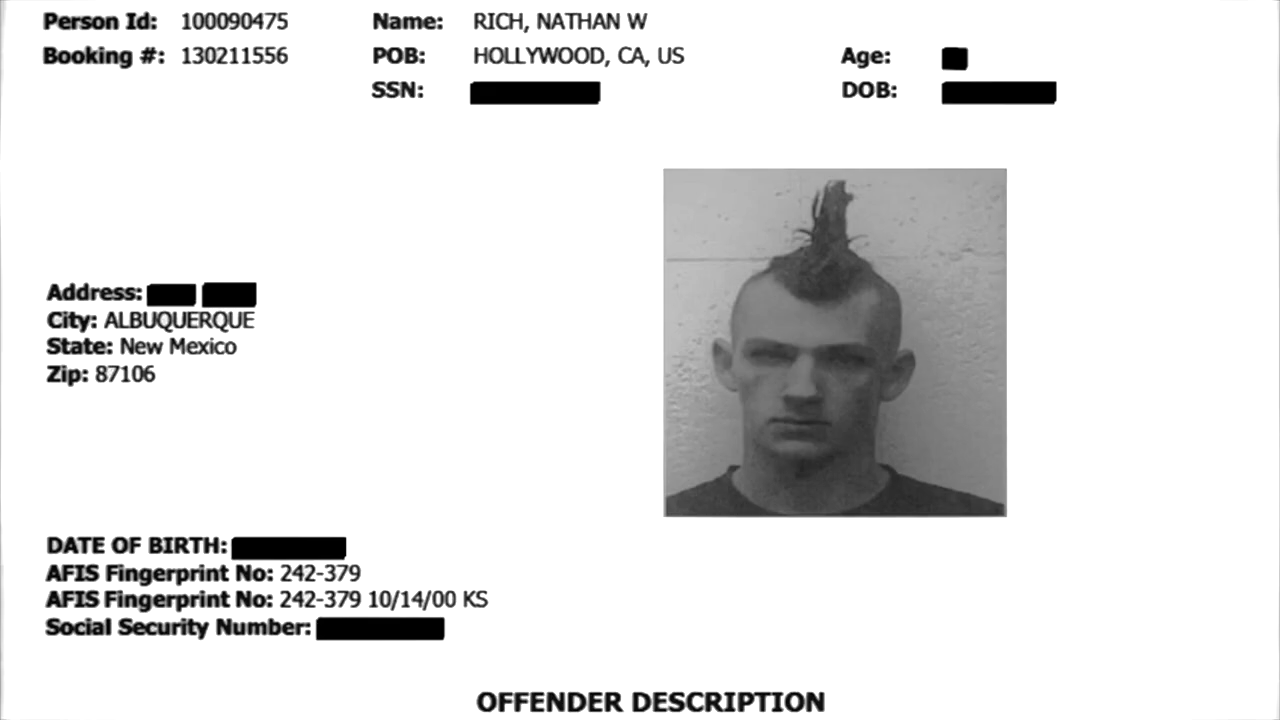 Person Id: 100090475 Name: RICH, NATHAN W
Booking #: 130211556 POB: HOLLYWOOD, CA, US Age:
SSN: DOB:
Address:
City: ALBUQUERQUE
State: New Mexico
Zip: 87106
DATE OF BIRTH:
AFIS Fingerprint No: 242-379
AFIS Fingerprint No: 242-379 10/14/00 KS
Social Security Number:
OFFENDER DESCRIPTION